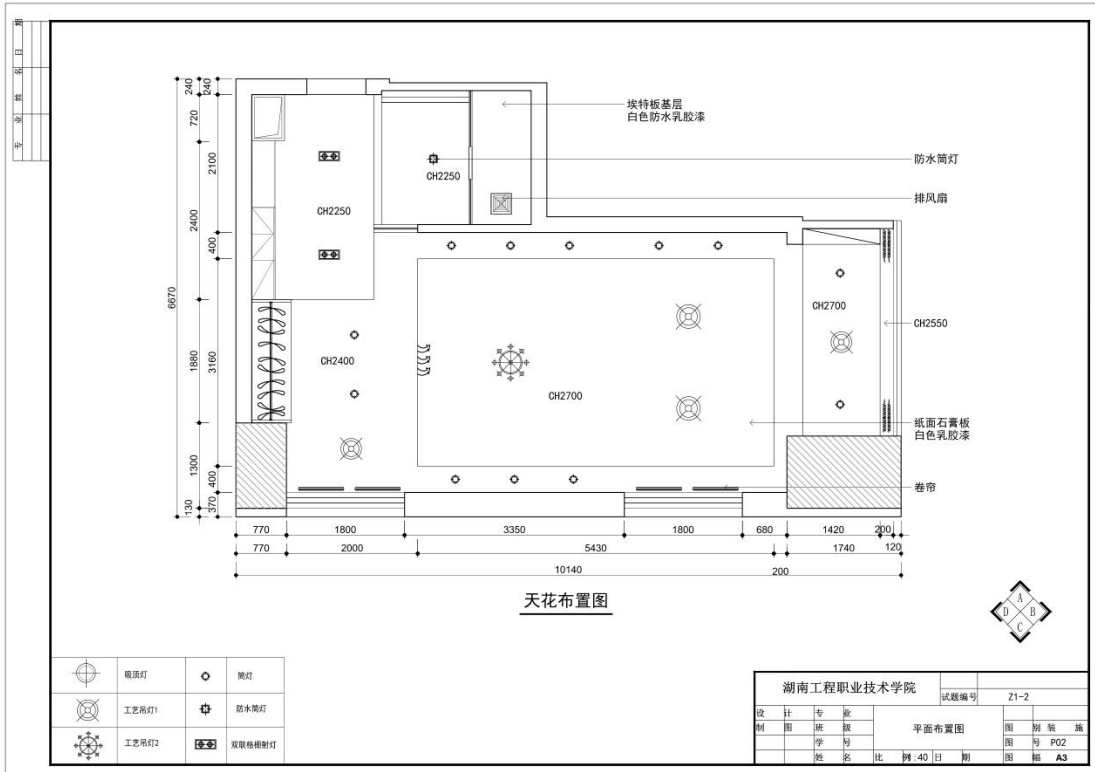 专 业 姓 名 日 期
埃特板基层
白色防水乳胶漆
防水筒灯
排风扇
CH2250
CH2250
CH2700
CH2550
CH2400
CH2700
纸面石膏板
白色乳胶漆
卷帘
240
720
2400
1880
1300
130
6670
240
2100
400
3160
400
370
770
1800
3350
1800
680
1420
200
770
2000
5430
1740
120
10140
200
天花布置图
A
D
B
C
吸顶灯
筒灯
工艺吊灯1
防水筒灯
工艺吊灯2
双联格栅射灯
湖南工程职业技术学院
试题编号
Z1-2
设 计
专 业
制 图
班 级
学 号
姓 名
平面布置图
比 例:40
日 期
图 别
装 施
图 号
P02
图 幅
A3